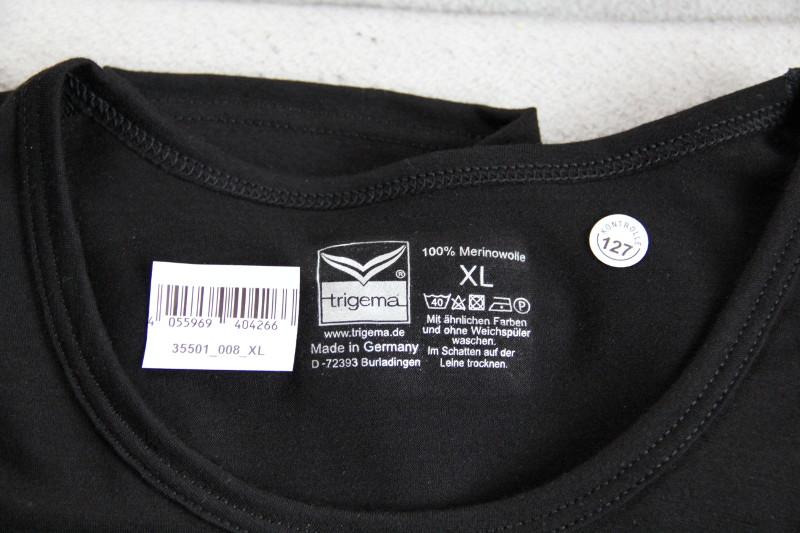 4 055969 404266
35501_008_XL
®
trigema
www.trigema.de
Made in Germany
D -72393 Burladingen
100% Merinowolle
XL
40 P
Mit ähnlichen Farben
und ohne Weichspüler
waschen.
Im Schatten auf der
Leine trocknen.
KONTROLLE
127